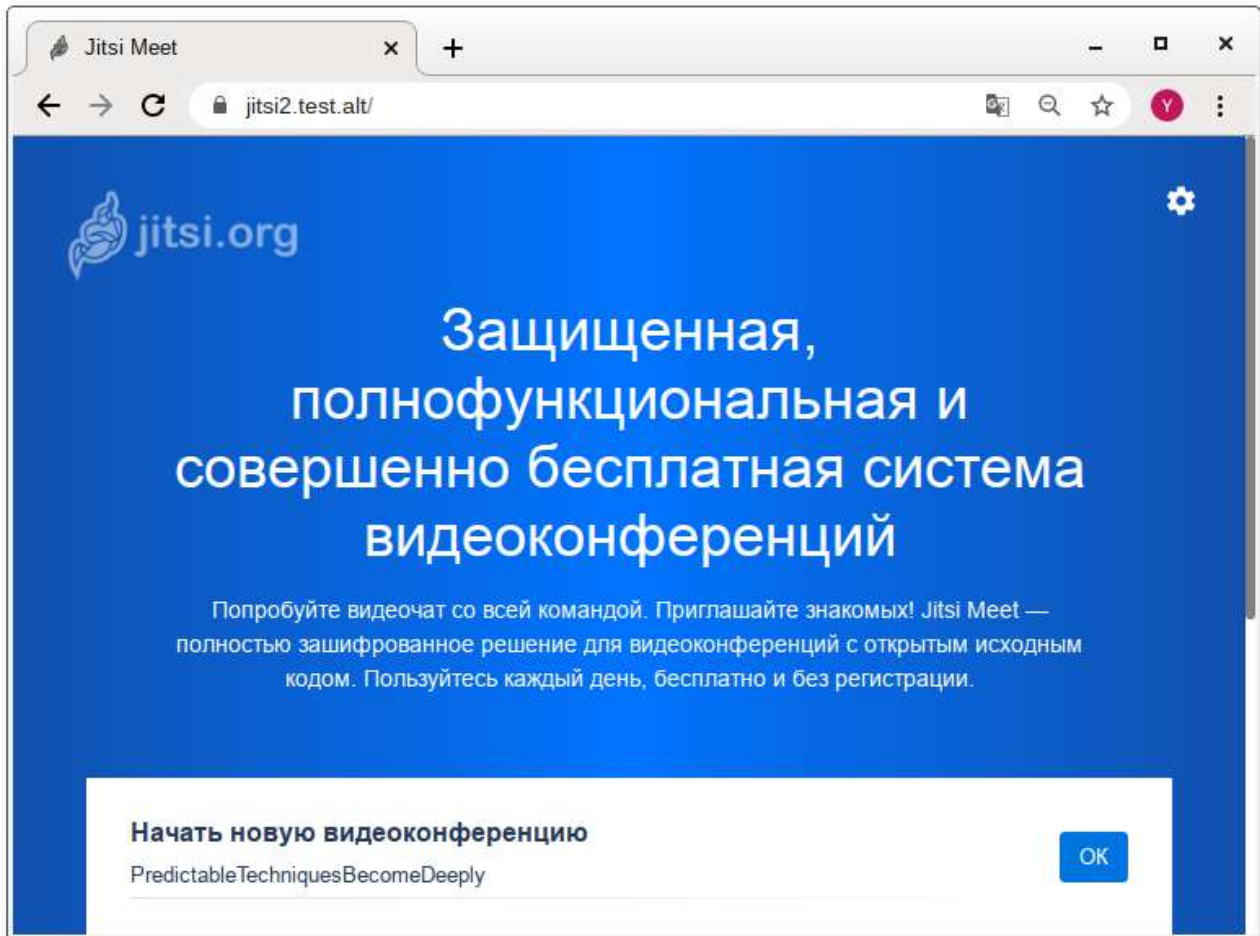 Jitsi Meet
jitsi2.test.alt/
Y
jitsi.org
Защищенная,
полнофункциональная и
совершенно бесплатная система
видеоконференций
Попробуйте видеочат со всей командой. Приглашайте знакомых! Jitsi Meet —
полностью зашифрованное решение для видеоконференций с открытым исходным
кодом. Пользуйтесь каждый день, бесплатно и без регистрации.
Начать новую видеоконференцию
PredictableTechniquesBecomeDeeply
ОК